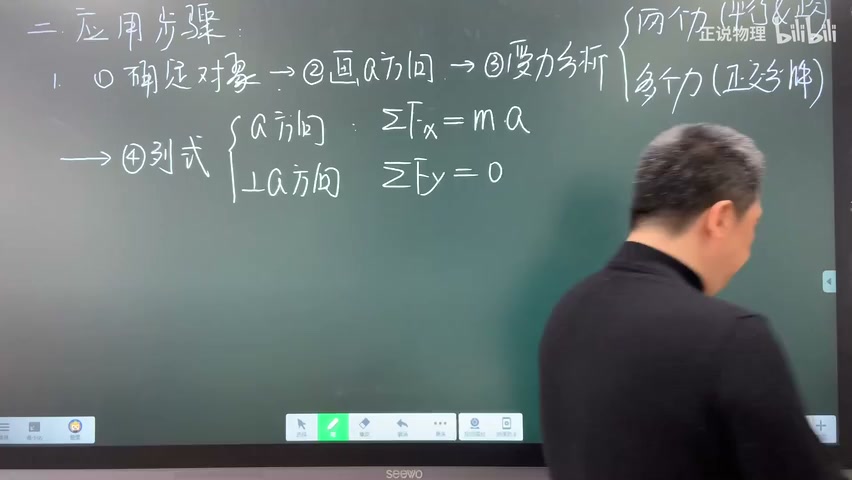 二. 应用步骤:
1. ①确定对象 → ②画a方向 → ③受力分析 { 两个力
多个力(正交分解)
→ ④列式 { a方向: ΣFx = m a
⊥a方向 ΣFy = 0
正说物理 bilibili
seewo